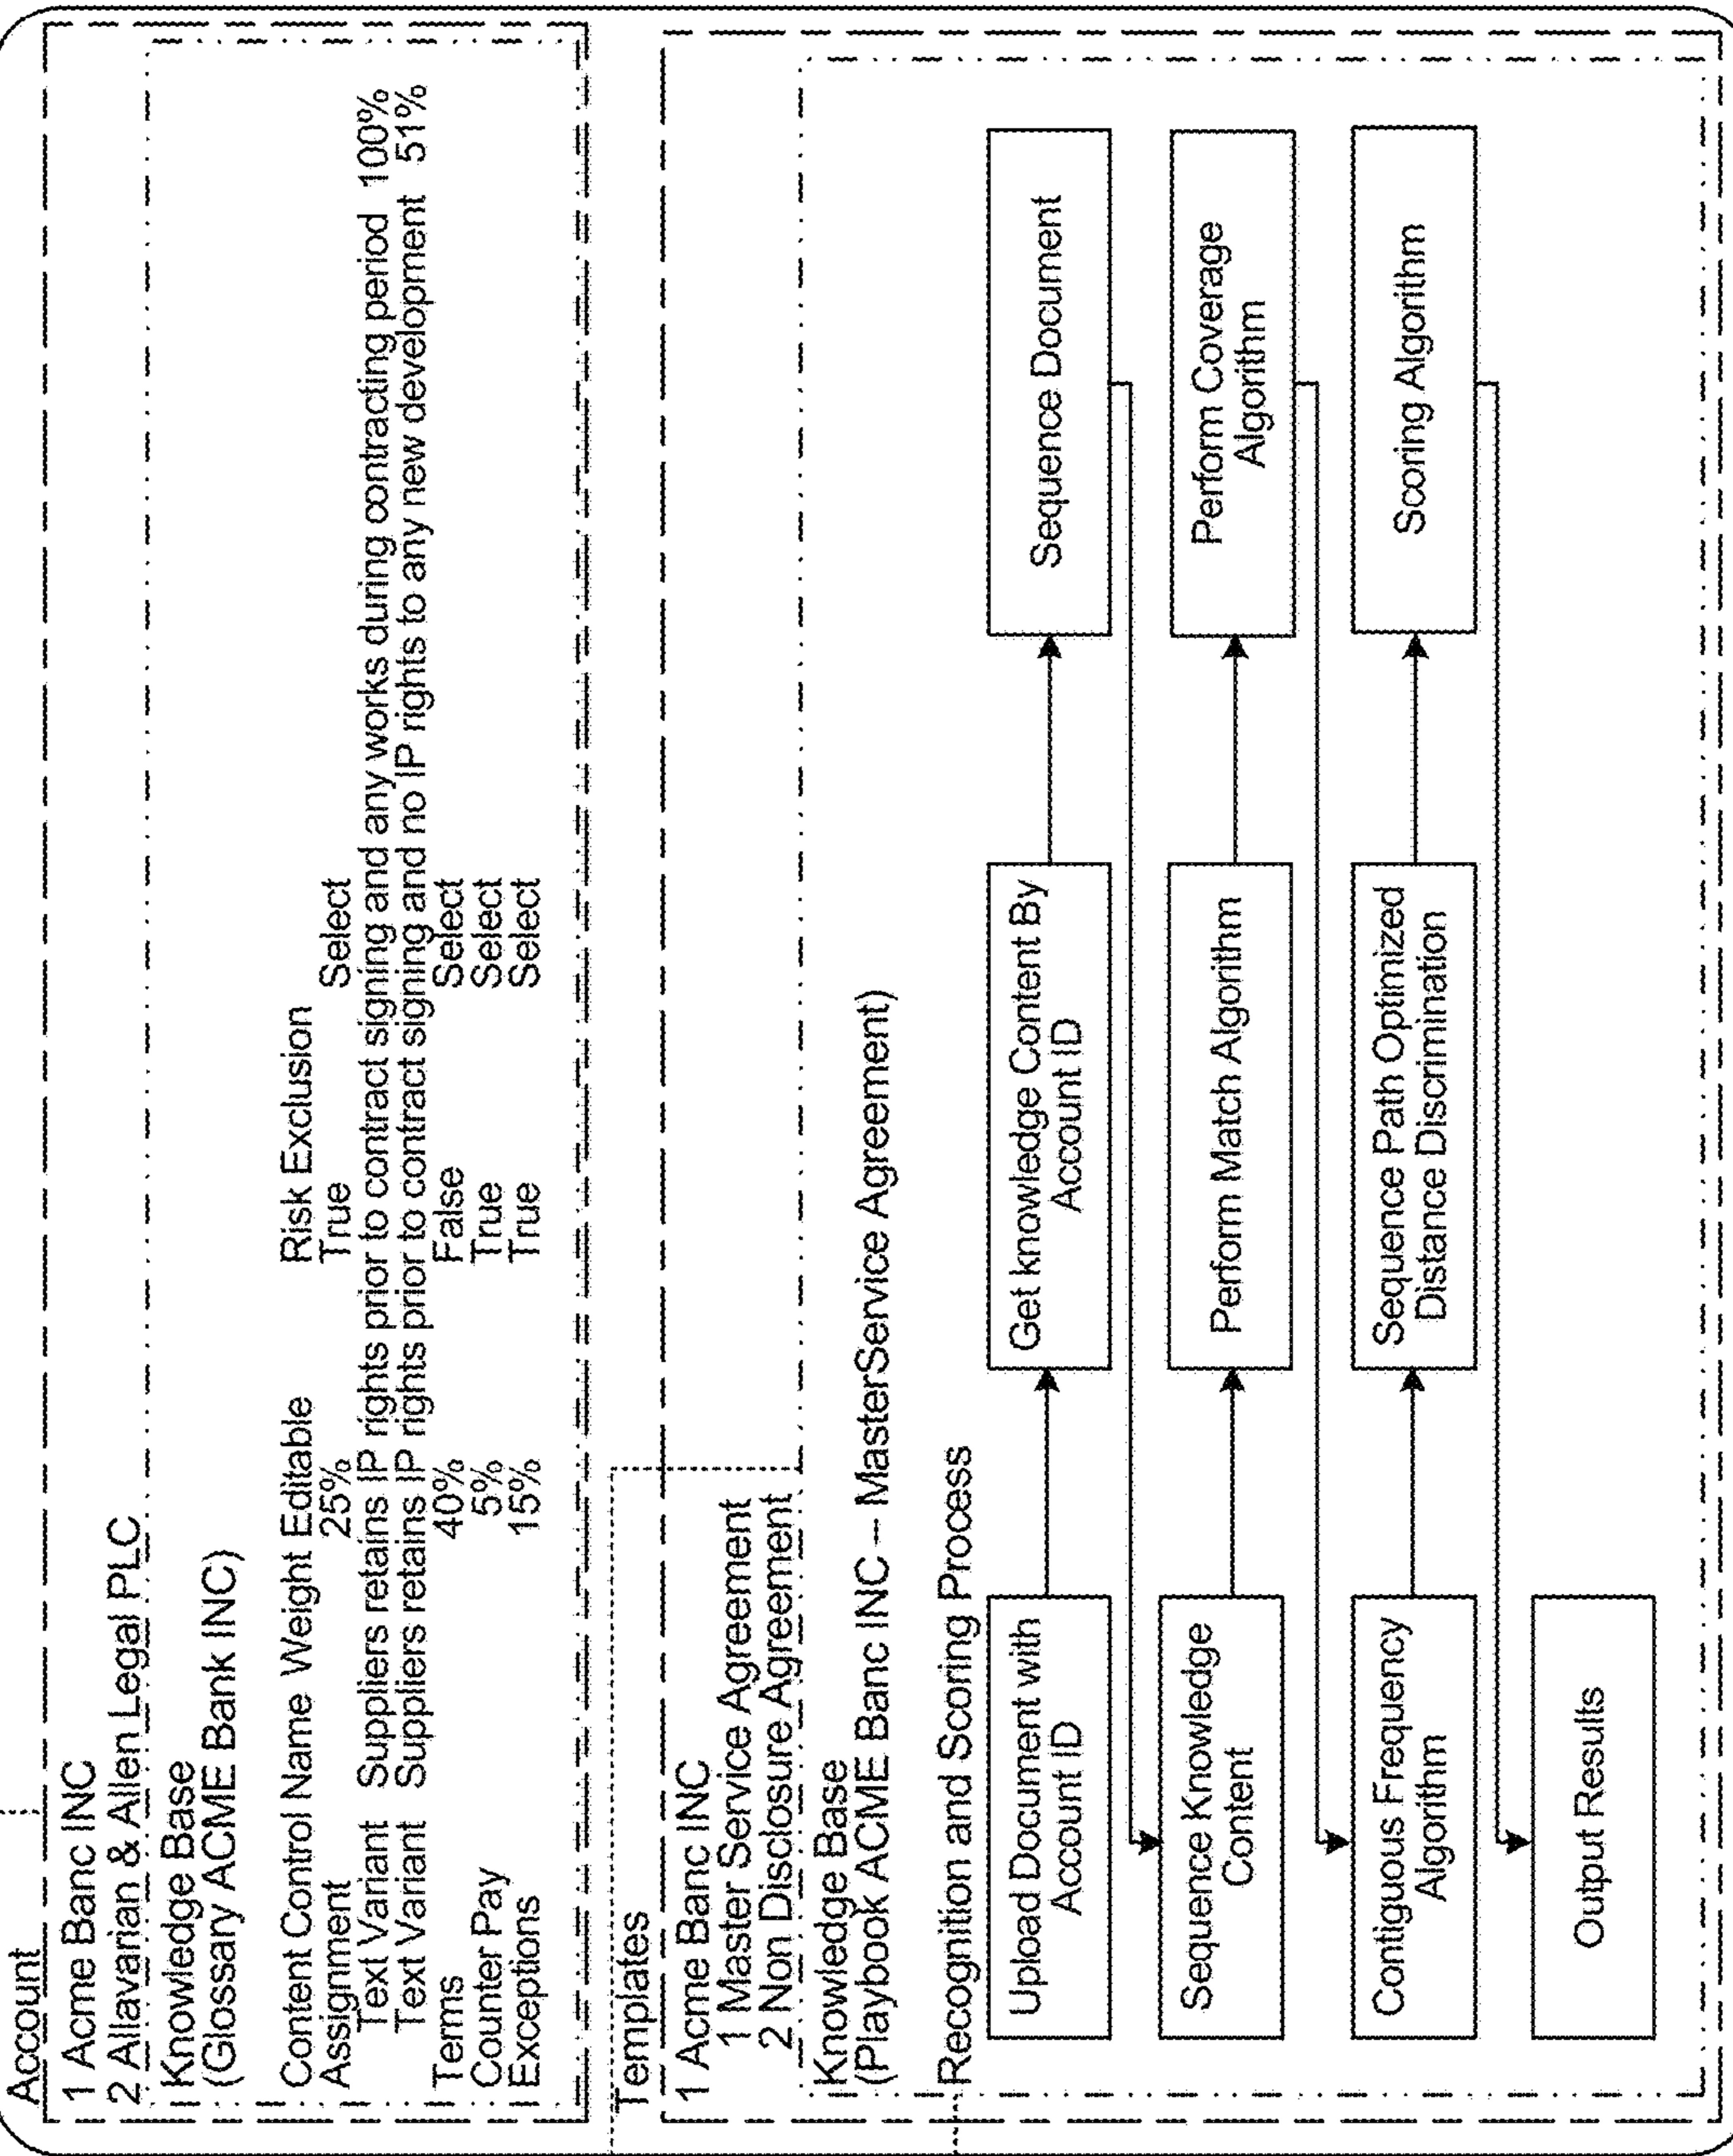 Account
1 Acme Banc INC
2 Allavarian & Allen Legal PLC
Knowledge Base
(Glossary ACME Bank INC)
Content Control Name Weight Editable Risk Exclusion
Assignment 25% True Select
Text Variant Suppliers retains IP rights prior to contract signing and any works during contracting period 100%
Text Variant Suppliers retains IP rights prior to contract signing and no IP rights to any new development 51%
Terms 40% False Select
Counter Pay 5% True Select
Exceptions 15% True Select
Templates
1 Acme Banc INC
1 Master Service Agreement
2 Non Disclosure Agreement
Knowledge Base
(Playbook ACME Banc INC – MasterService Agreement)
Recognition and Scoring Process
Upload Document with
Account ID
Get knowledge Content By
Account ID
Sequence Document
Sequence Knowledge
Content
Perform Match Algorithm
Perform Coverage
Algorithm
Contiguous Frequency
Algorithm
Sequence Path Optimized
Distance Discrimination
Scoring Algorithm
Output Results